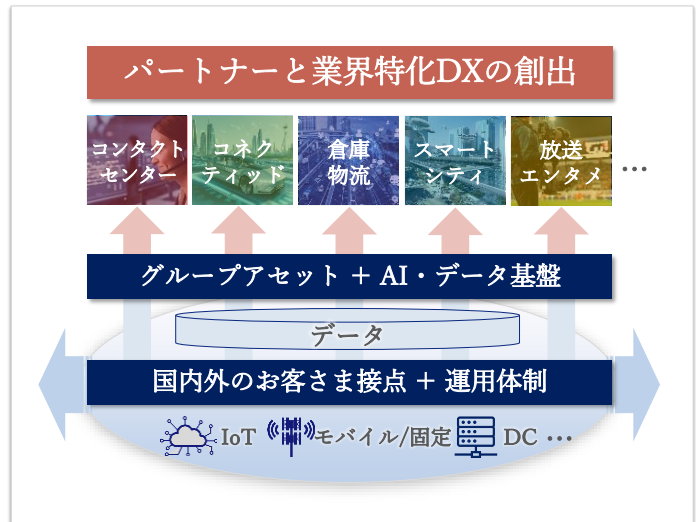 パートナーと業界特化DXの創出
コンタクト
センター
コネク
ティッド
倉庫
物流
スマート
シティ
放送
エンタメ
…
グループアセット ＋ AI・データ基盤
データ
国内外のお客さま接点 ＋ 運用体制
IoT モバイル/固定 DC …